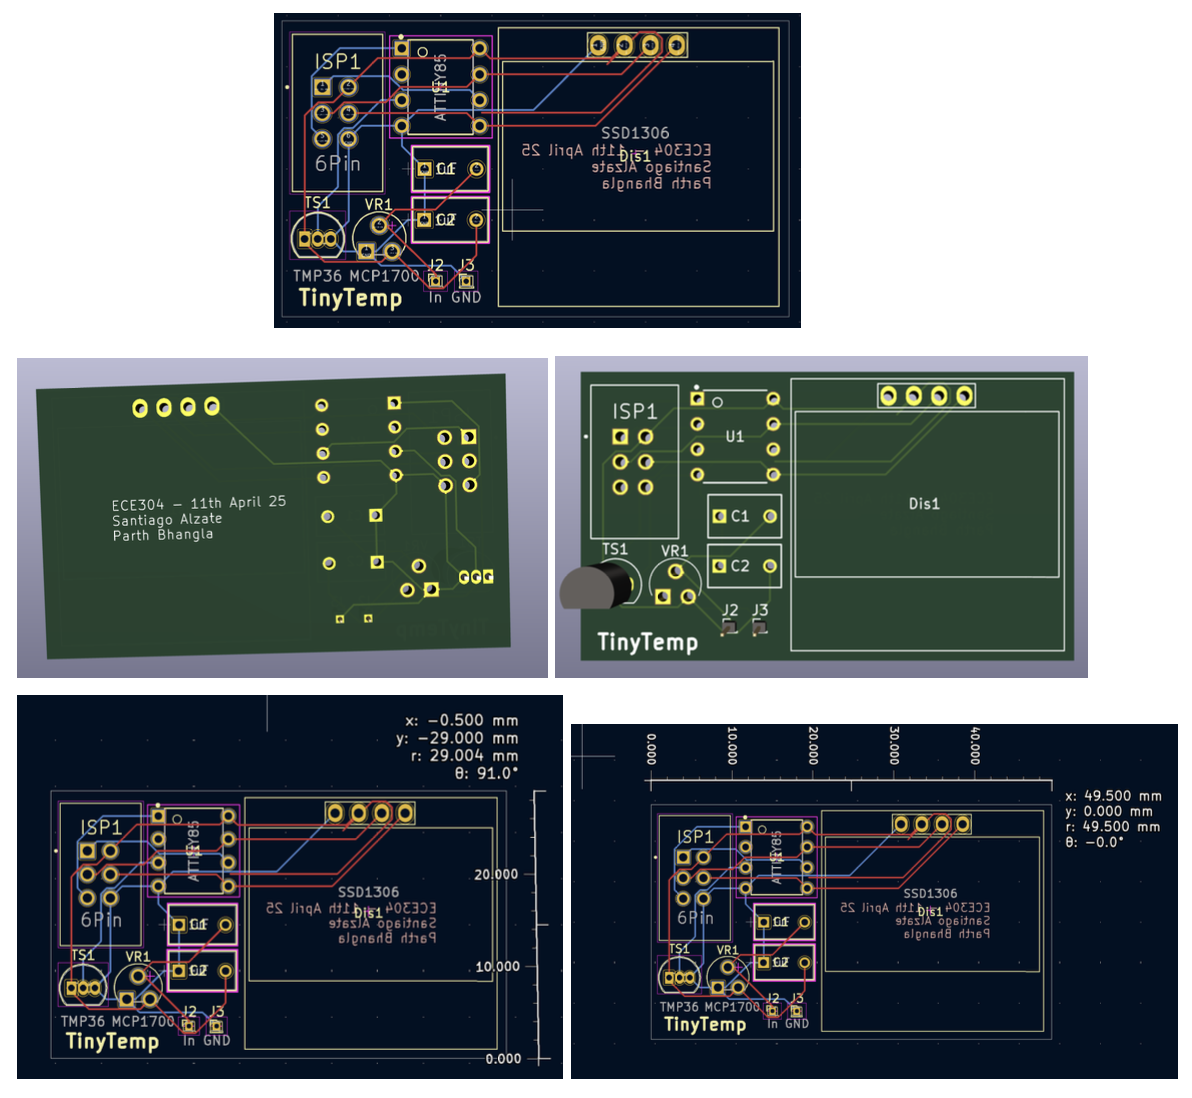 ISP1
ATTINY85
SSD1306
ECE304 - 11th April 25
Dis1
Santiago Alzate
Parth Bhangla
6Pin
C1
C2
TS1
VR1
J2 J3
TMP36 MCP1700
In GND
TinyTemp
ECE304 - 11th April 25
Santiago Alzate
Parth Bhangla
ISP1
U1
Dis1
C1
C2
TS1
VR1
J2 J3
TinyTemp
x: -0.500 mm
y: -29.000 mm
r: 29.004 mm
θ: 91.0°
ISP1
ATTINY85
20.000
SSD1306
ECE304 - 11th April 25
Dis1
Santiago Alzate
Parth Bhangla
6Pin
TS1
VR1
10.000
J2 J3
TMP36 MCP1700
In GND
TinyTemp
0.000
0.000
10.000
20.000
30.000
40.000
x: 49.500 mm
y: 0.000 mm
r: 49.500 mm
θ: -0.0°
ISP1
ATTINY85
SSD1306
ECE304 - 11th April 25
Dis1
Santiago Alzate
Parth Bhangla
6Pin
TS1
VR1
J2 J3
TMP36 MCP1700
In GND
TinyTemp